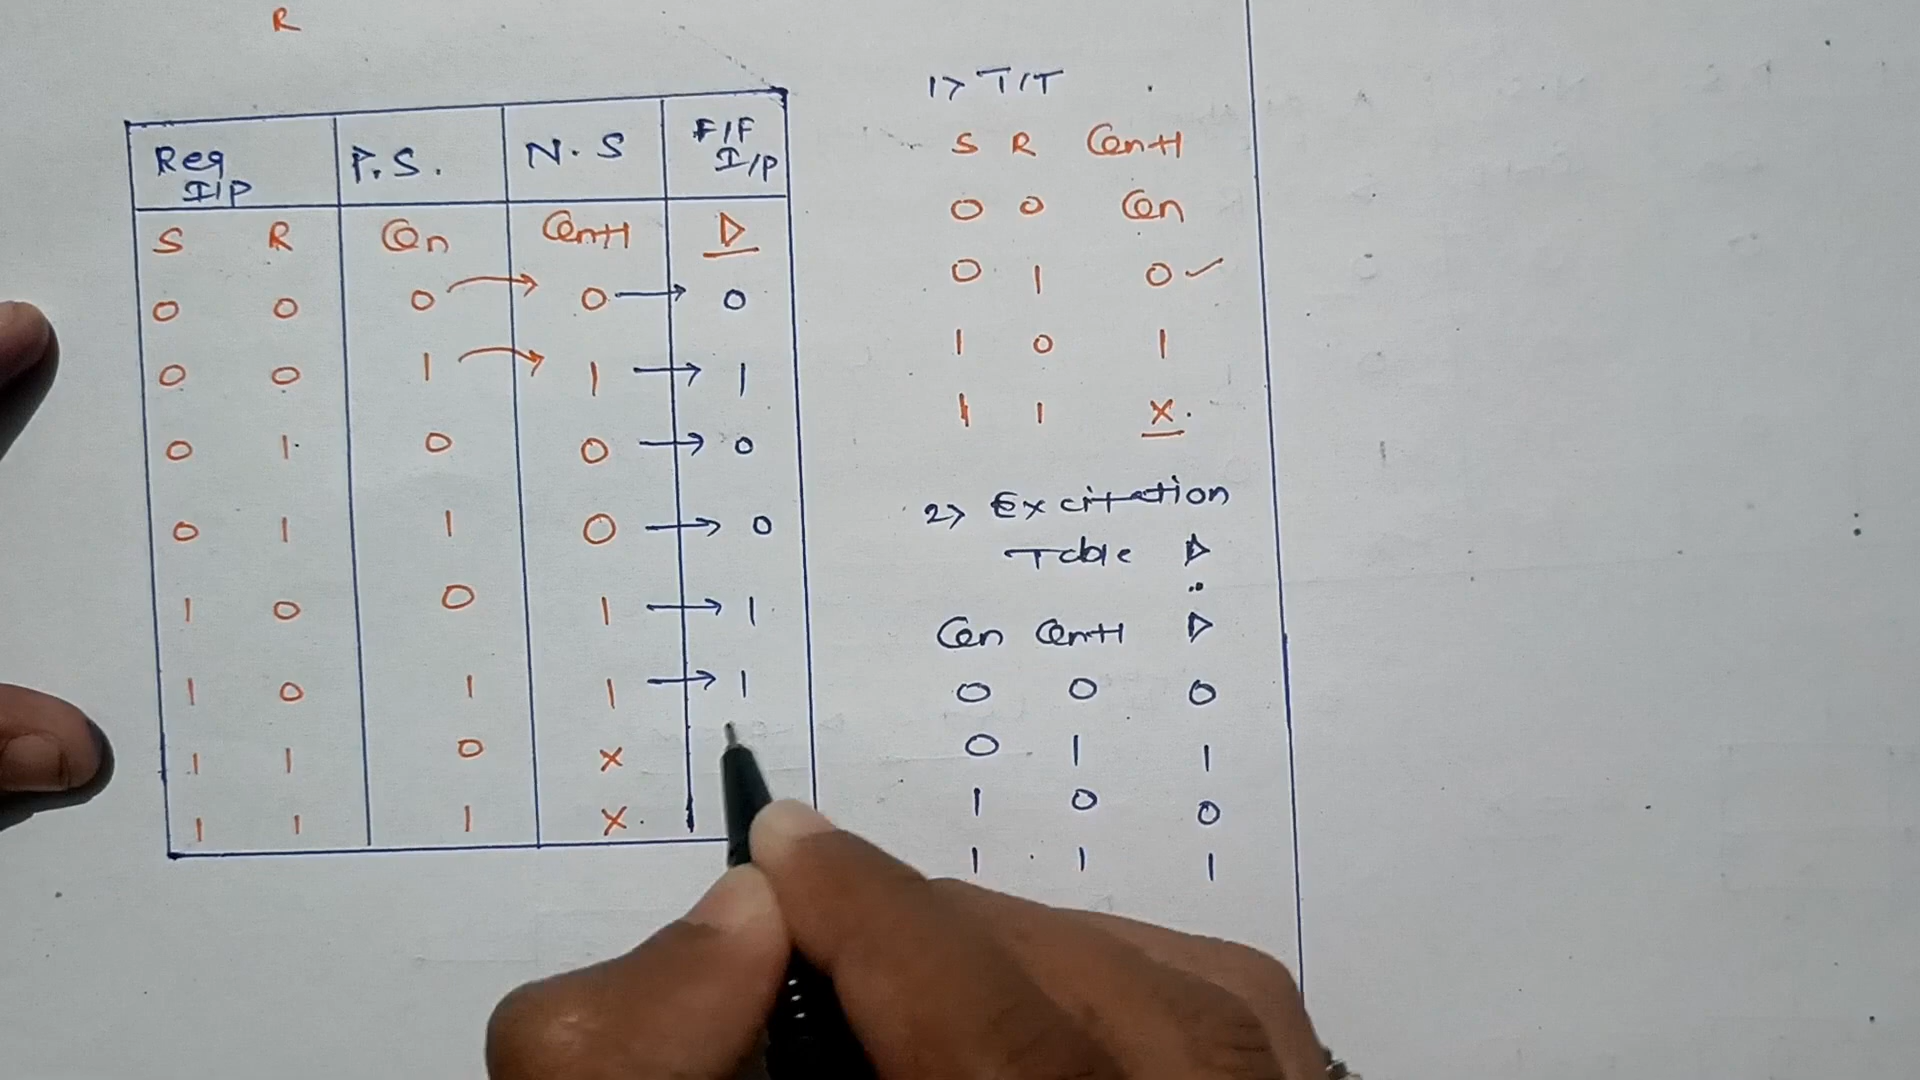 R
Req I/P P.S. N.S F/F I/P
S R Qn Qn+1 D
0 0 0 → 0 → 0
0 0 1 → 1 → 1
0 1 0 0 → 0
0 1 1 0 → 0
1 0 0 1 → 1
1 0 1 1 → 1
1 1 0 X
1 1 1 X
1> T/T
S R Qn+1
0 0 Qn
0 1 0 ✓
1 0 1
1 1 X
2> Excitation
Table D
Qn Qn+1 D
0 0 0
0 1 1
1 0 0
1 1 1